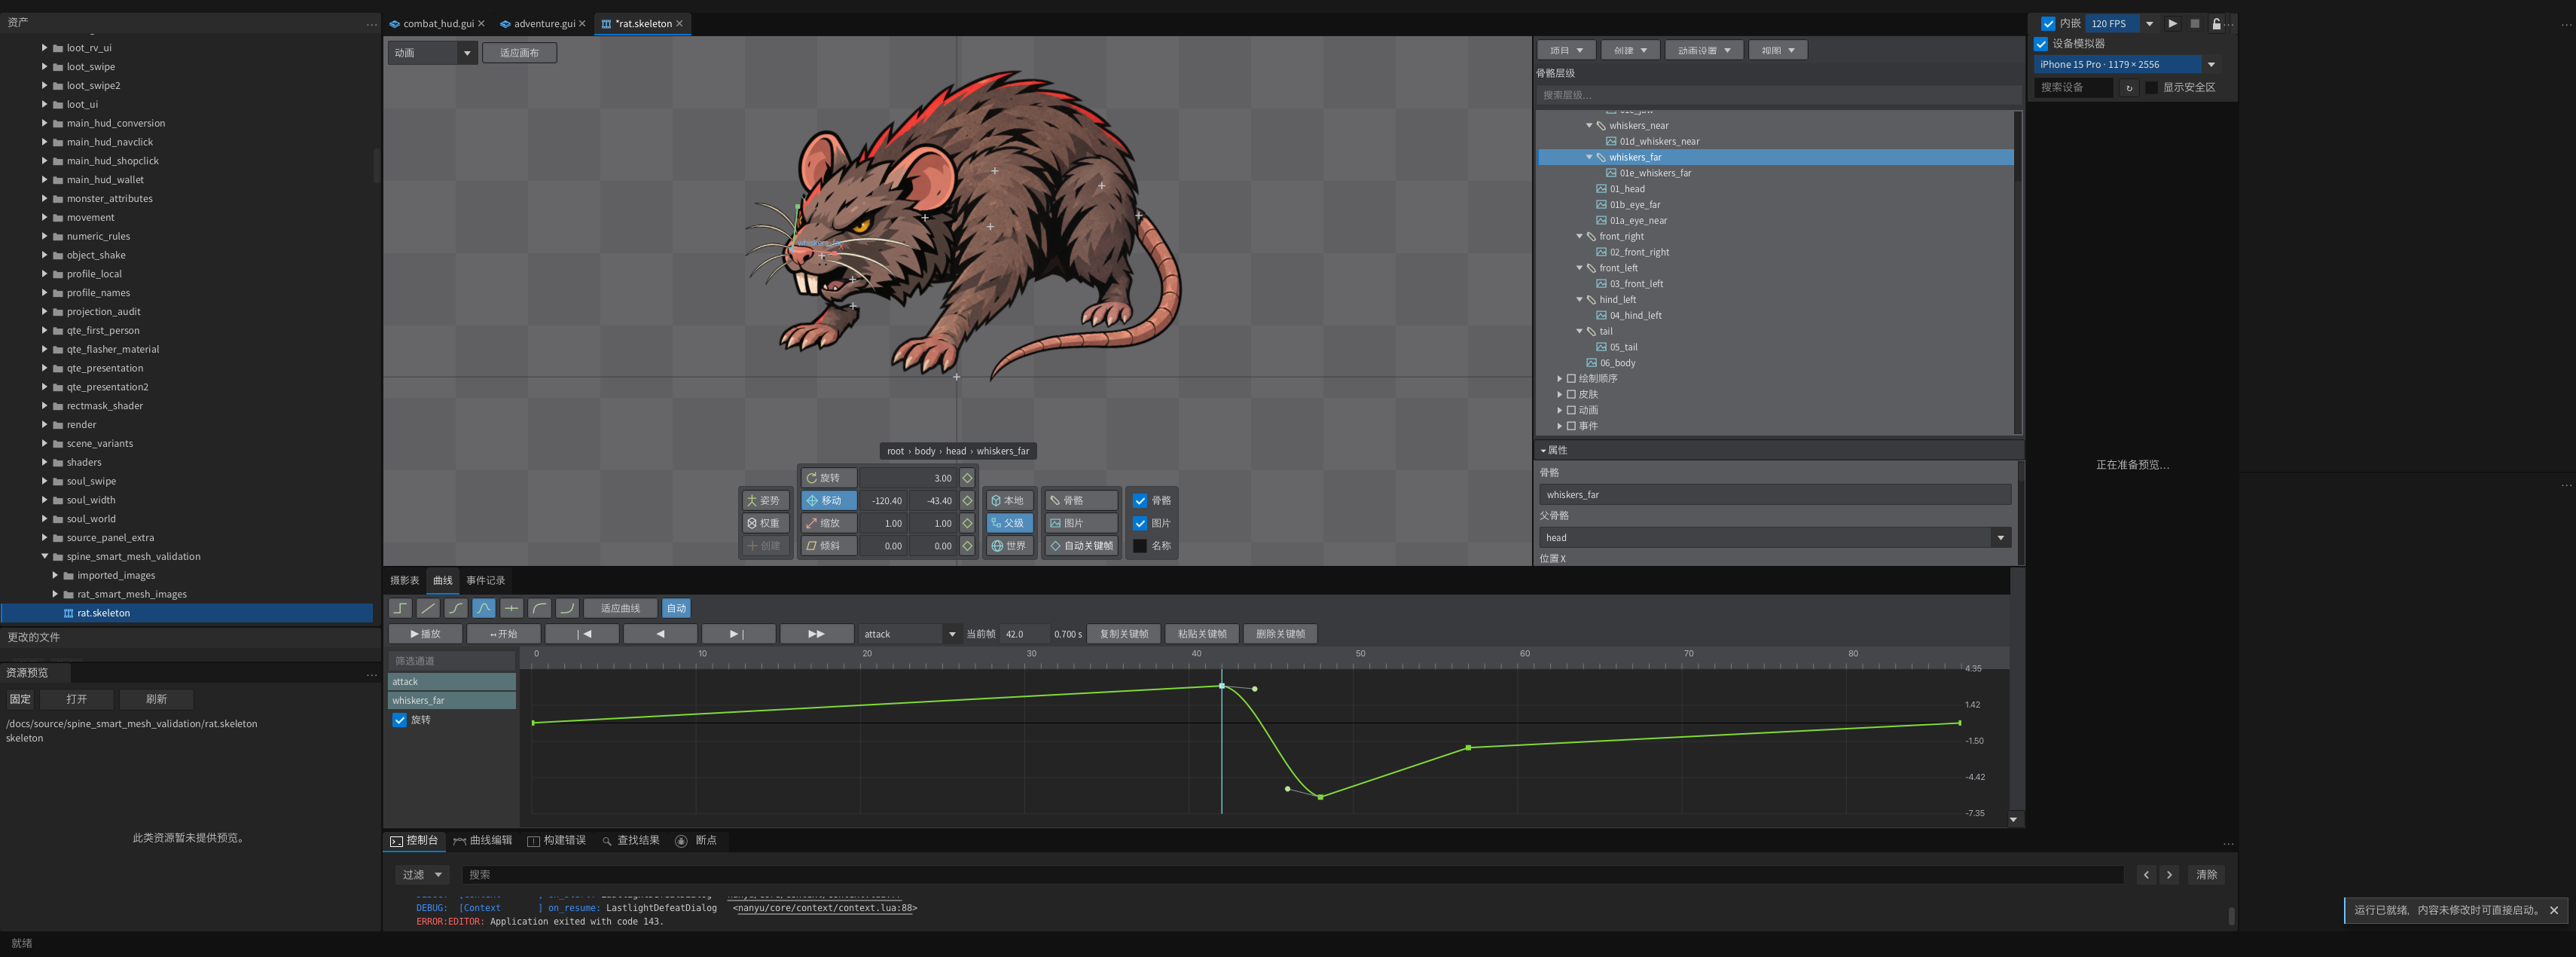 资产
loot_rv_ui
loot_swipe
loot_swipe2
loot_ui
main_hud_conversion
main_hud_navclick
main_hud_shopclick
main_hud_wallet
monster_attributes
movement
numeric_rules
object_shake
profile_local
profile_names
projection_audit
qte_first_person
qte_flasher_material
qte_presentation
qte_presentation2
rectmask_shader
render
scene_variants
shaders
soul_swipe
soul_width
soul_world
source_panel_extra
spine_smart_mesh_validation
imported_images
rat_smart_mesh_images
rat.skeleton
更改的文件
资源预览
固定 打开 刷新
/docs/source/spine_smart_mesh_validation/rat.skeleton
skeleton
此类资源暂未提供预览。
就绪
combat_hud.gui adventure.gui *rat.skeleton
动画 适应画布
whiskers_far
root › body › head › whiskers_far
旋转 3.00
姿势 移动 -120.40 -43.40 本地 骨骼 骨骼
权重 缩放 1.00 1.00 父级 图片 图片
创建 倾斜 0.00 0.00 世界 自动关键帧 名称
项目 创建 动画设置 视图
骨骼层级
搜索层级...
whiskers_near
01d_whiskers_near
whiskers_far
01e_whiskers_far
01_head
01b_eye_far
01a_eye_near
front_right
02_front_right
front_left
03_front_left
hind_left
04_hind_left
tail
05_tail
06_body
绘制顺序
皮肤
动画
事件
属性
骨骼
whiskers_far
父骨骼
head
位置 X
摄影表 曲线 事件记录
适应曲线 自动
播放 开始 attack 当前帧 42.0 0.700 s 复制关键帧 粘贴关键帧 删除关键帧
筛选通道 0 10 20 30 40 50 60 70 80
attack
whiskers_far
旋转
4.35
1.42
-1.50
-4.42
-7.35
控制台 曲线编辑 构建错误 查找结果 断点
过滤 搜索 清除
DEBUG: [Context ] on_resume: LastlightDefeatDialog <nanyu/core/context/context.lua:88>
ERROR:EDITOR: Application exited with code 143.
内嵌 120 FPS
设备模拟器
iPhone 15 Pro · 1179 × 2556
搜索设备 显示安全区
正在准备预览...
运行已就绪，内容未修改时可直接启动。